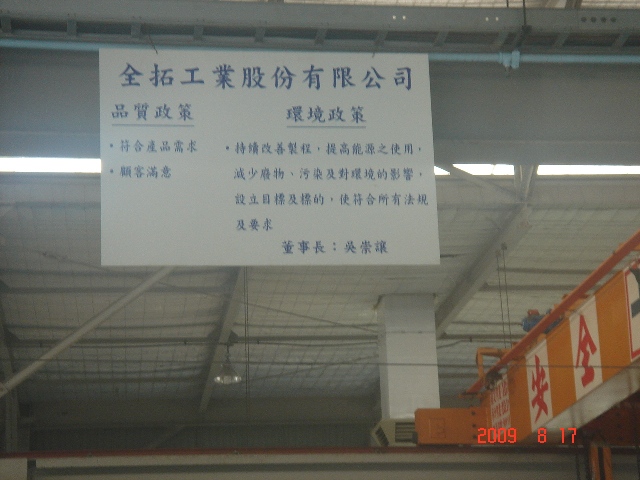 全拓工業股份有限公司
品質政策
・符合產品需求
・顧客滿意
環境政策
・持續改善製程，提高能源之使用，
減少廢物、污染及對環境的影響，
設立目標及標的，使符合所有法規
及要求
董事長：吳崇讓
安全
2009 8 17